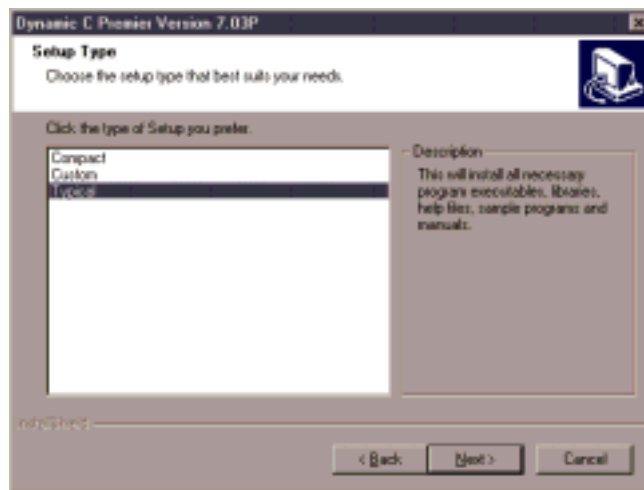 Dynamic C Premier Version 7.03P
Setup Type
Choose the setup type that best suits your needs.
Click the type of Setup you prefer.
Compact
Custom
Typical
Description
This will install all necessary
program executables, libraries,
help files, sample programs and
manuals.
InstallShield
< Back
Next >
Cancel